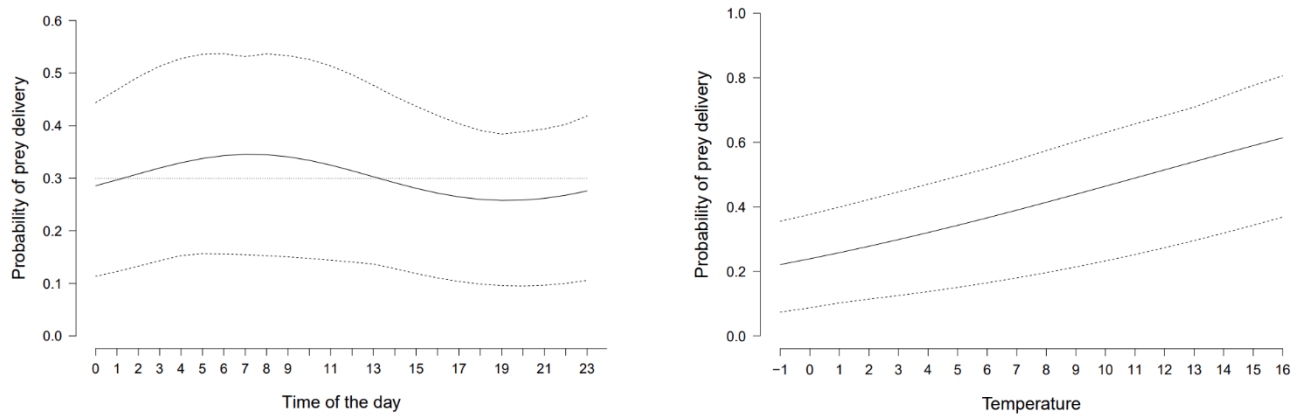 Probability of prey delivery
0.6
0.5
0.4
0.3
0.2
0.1
0.0
0 1 2 3 4 5 6 7 8 9 11 13 15 17 19 21 23
Time of the day
Probability of prey delivery
1.0
0.8
0.6
0.4
0.2
0.0
−1 0 1 2 3 4 5 6 7 8 9 10 11 12 13 14 15 16
Temperature